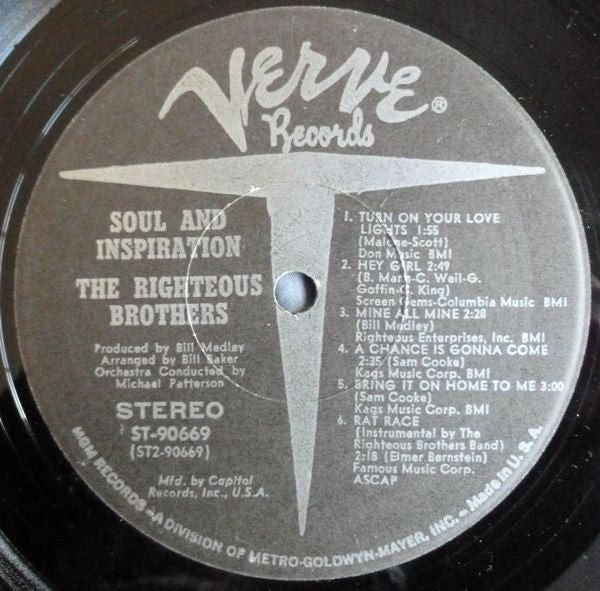 VERVE®
Records
SOUL AND
INSPIRATION
THE RIGHTEOUS
BROTHERS
Produced by Bill Medley
Arranged by Bill Baker
Orchestra Conducted by
Michael Patterson
STEREO
ST-90669
(ST2-90669)
Mfd. by Capitol
Records, Inc., U.S.A.
1. TURN ON YOUR LOVE
LIGHTS 1:55
(Malone-Scott)
Don Music BMI
2. HEY GIRL 2:49
(B. Mann-C. Weil-G.
Goffin-C. King)
Screen Gems-Columbia Music BMI
3. MINE ALL MINE 2:28
(Bill Medley)
Righteous Enterprises, Inc. BMI
4. A CHANCE IS GONNA COME
2:35 (Sam Cooke)
Kags Music Corp. BMI
5. BRING IT ON HOME TO ME 3:00
(Sam Cooke)
Kags Music Corp. BMI
6. RAT RACE
(Instrumental by The
Righteous Brothers Band)
2:18 (Elmer Bernstein)
Famous Music Corp.
ASCAP
MGM RECORDS—A DIVISION OF METRO-GOLDWYN-MAYER, INC.—Made in U.S.A.